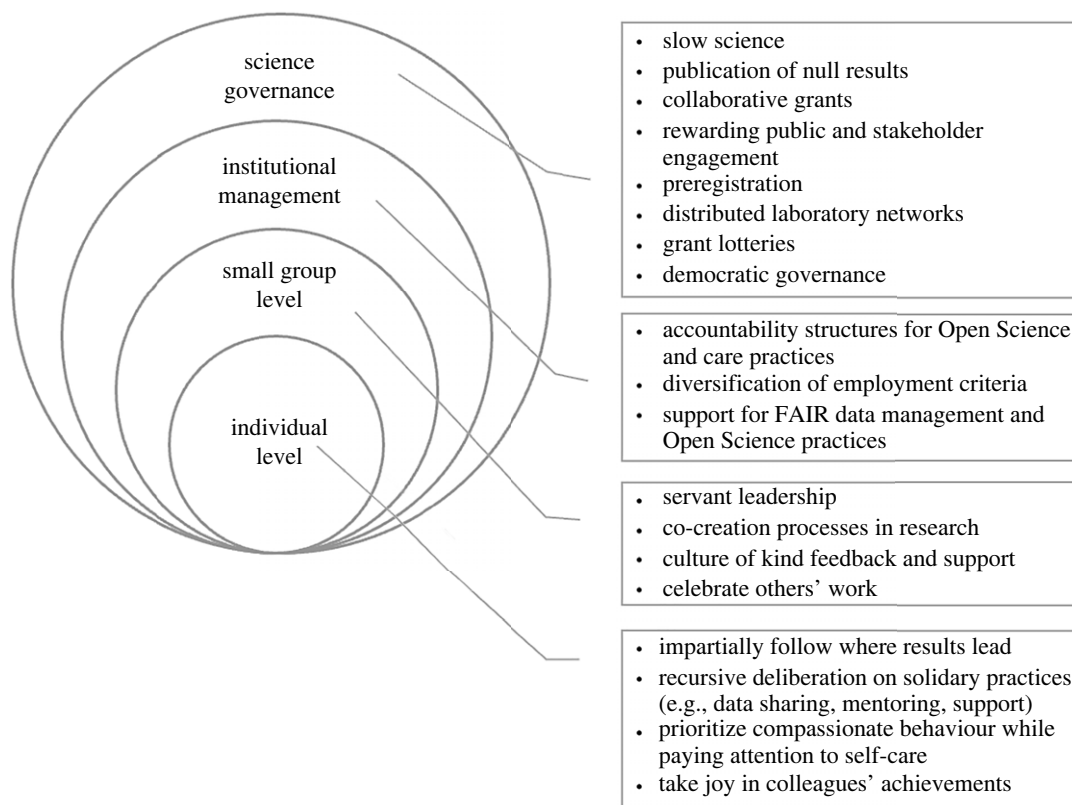 science
governance
institutional
management
small group
level
individual
level
• slow science
• publication of null results
• collaborative grants
• rewarding public and stakeholder
engagement
• preregistration
• distributed laboratory networks
• grant lotteries
• democratic governance
• accountability structures for Open Science
and care practices
• diversification of employment criteria
• support for FAIR data management and
Open Science practices
• servant leadership
• co-creation processes in research
• culture of kind feedback and support
• celebrate others’ work
• impartially follow where results lead
• recursive deliberation on solidary practices
(e.g., data sharing, mentoring, support)
• prioritize compassionate behaviour while
paying attention to self-care
• take joy in colleagues’ achievements